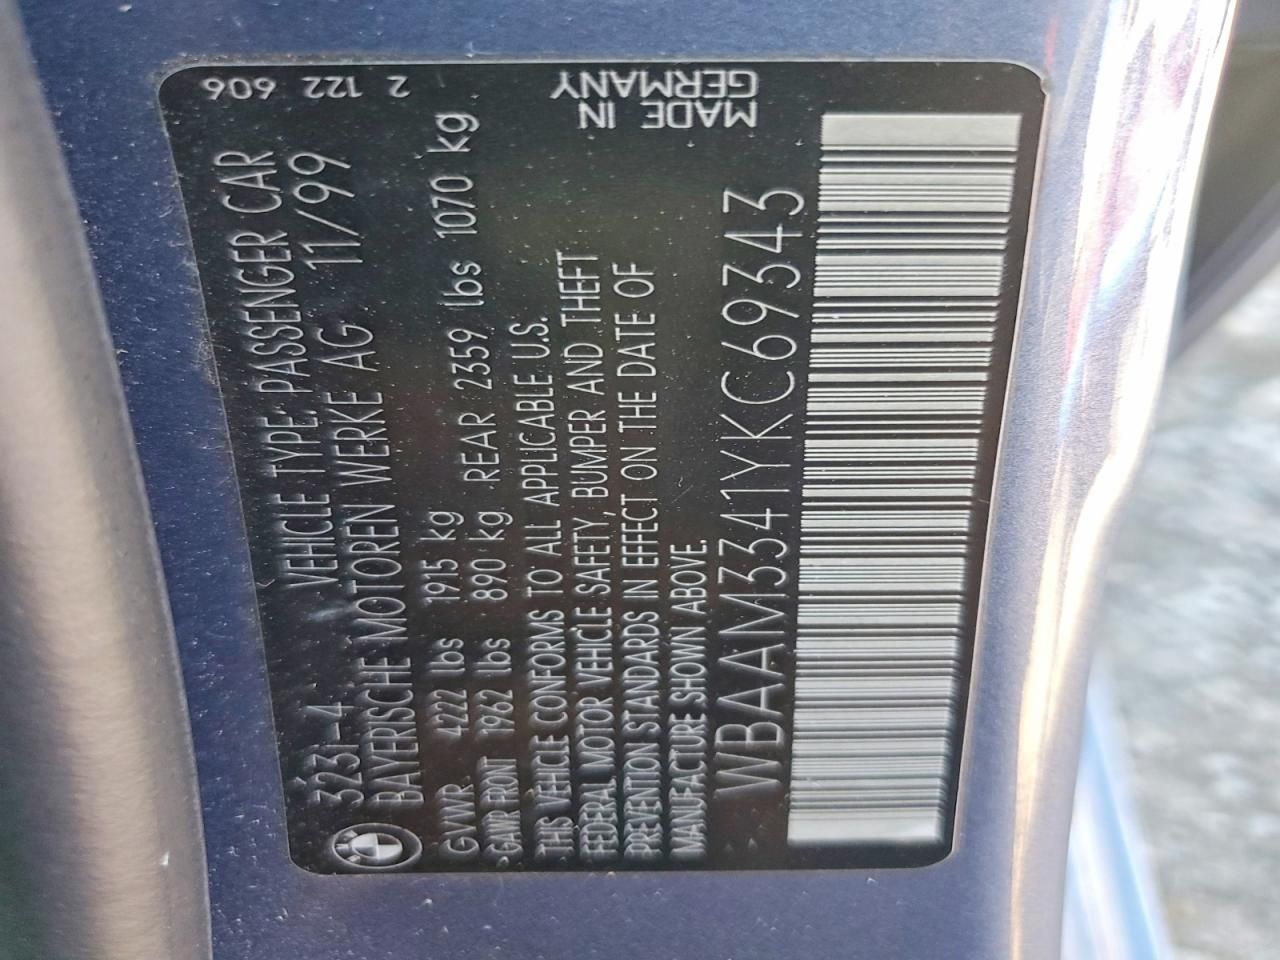 323i-4 VEHICLE TYPE: PASSENGER CAR
BAYERISCHE MOTOREN WERKE AG 11/99
GVWR 4222 lbs 1915 kg
GAWR FRONT 1962 lbs 890 kg. REAR 2359 lbs 1070 kg
THIS VEHICLE CONFORMS TO ALL APPLICABLE U.S.
FEDERAL MOTOR VEHICLE SAFETY, BUMPER AND THEFT
PREVENTION STANDARDS IN EFFECT ON THE DATE OF
MANUFACTURE SHOWN ABOVE.
WBAAM3341YKC69343
2 122 606
MADE IN
GERMANY